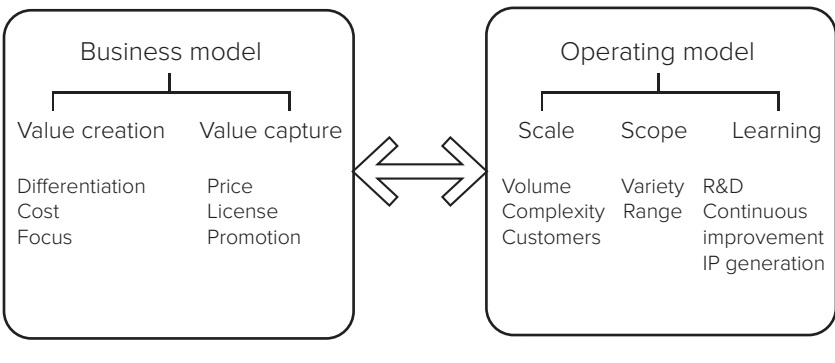 Business model
Value creation
Value capture
Differentiation
Cost
Focus
Price
License
Promotion
Operating model
Scale
Scope
Learning
Volume
Complexity
Customers
Variety
Range
R&D
Continuous
improvement
IP generation